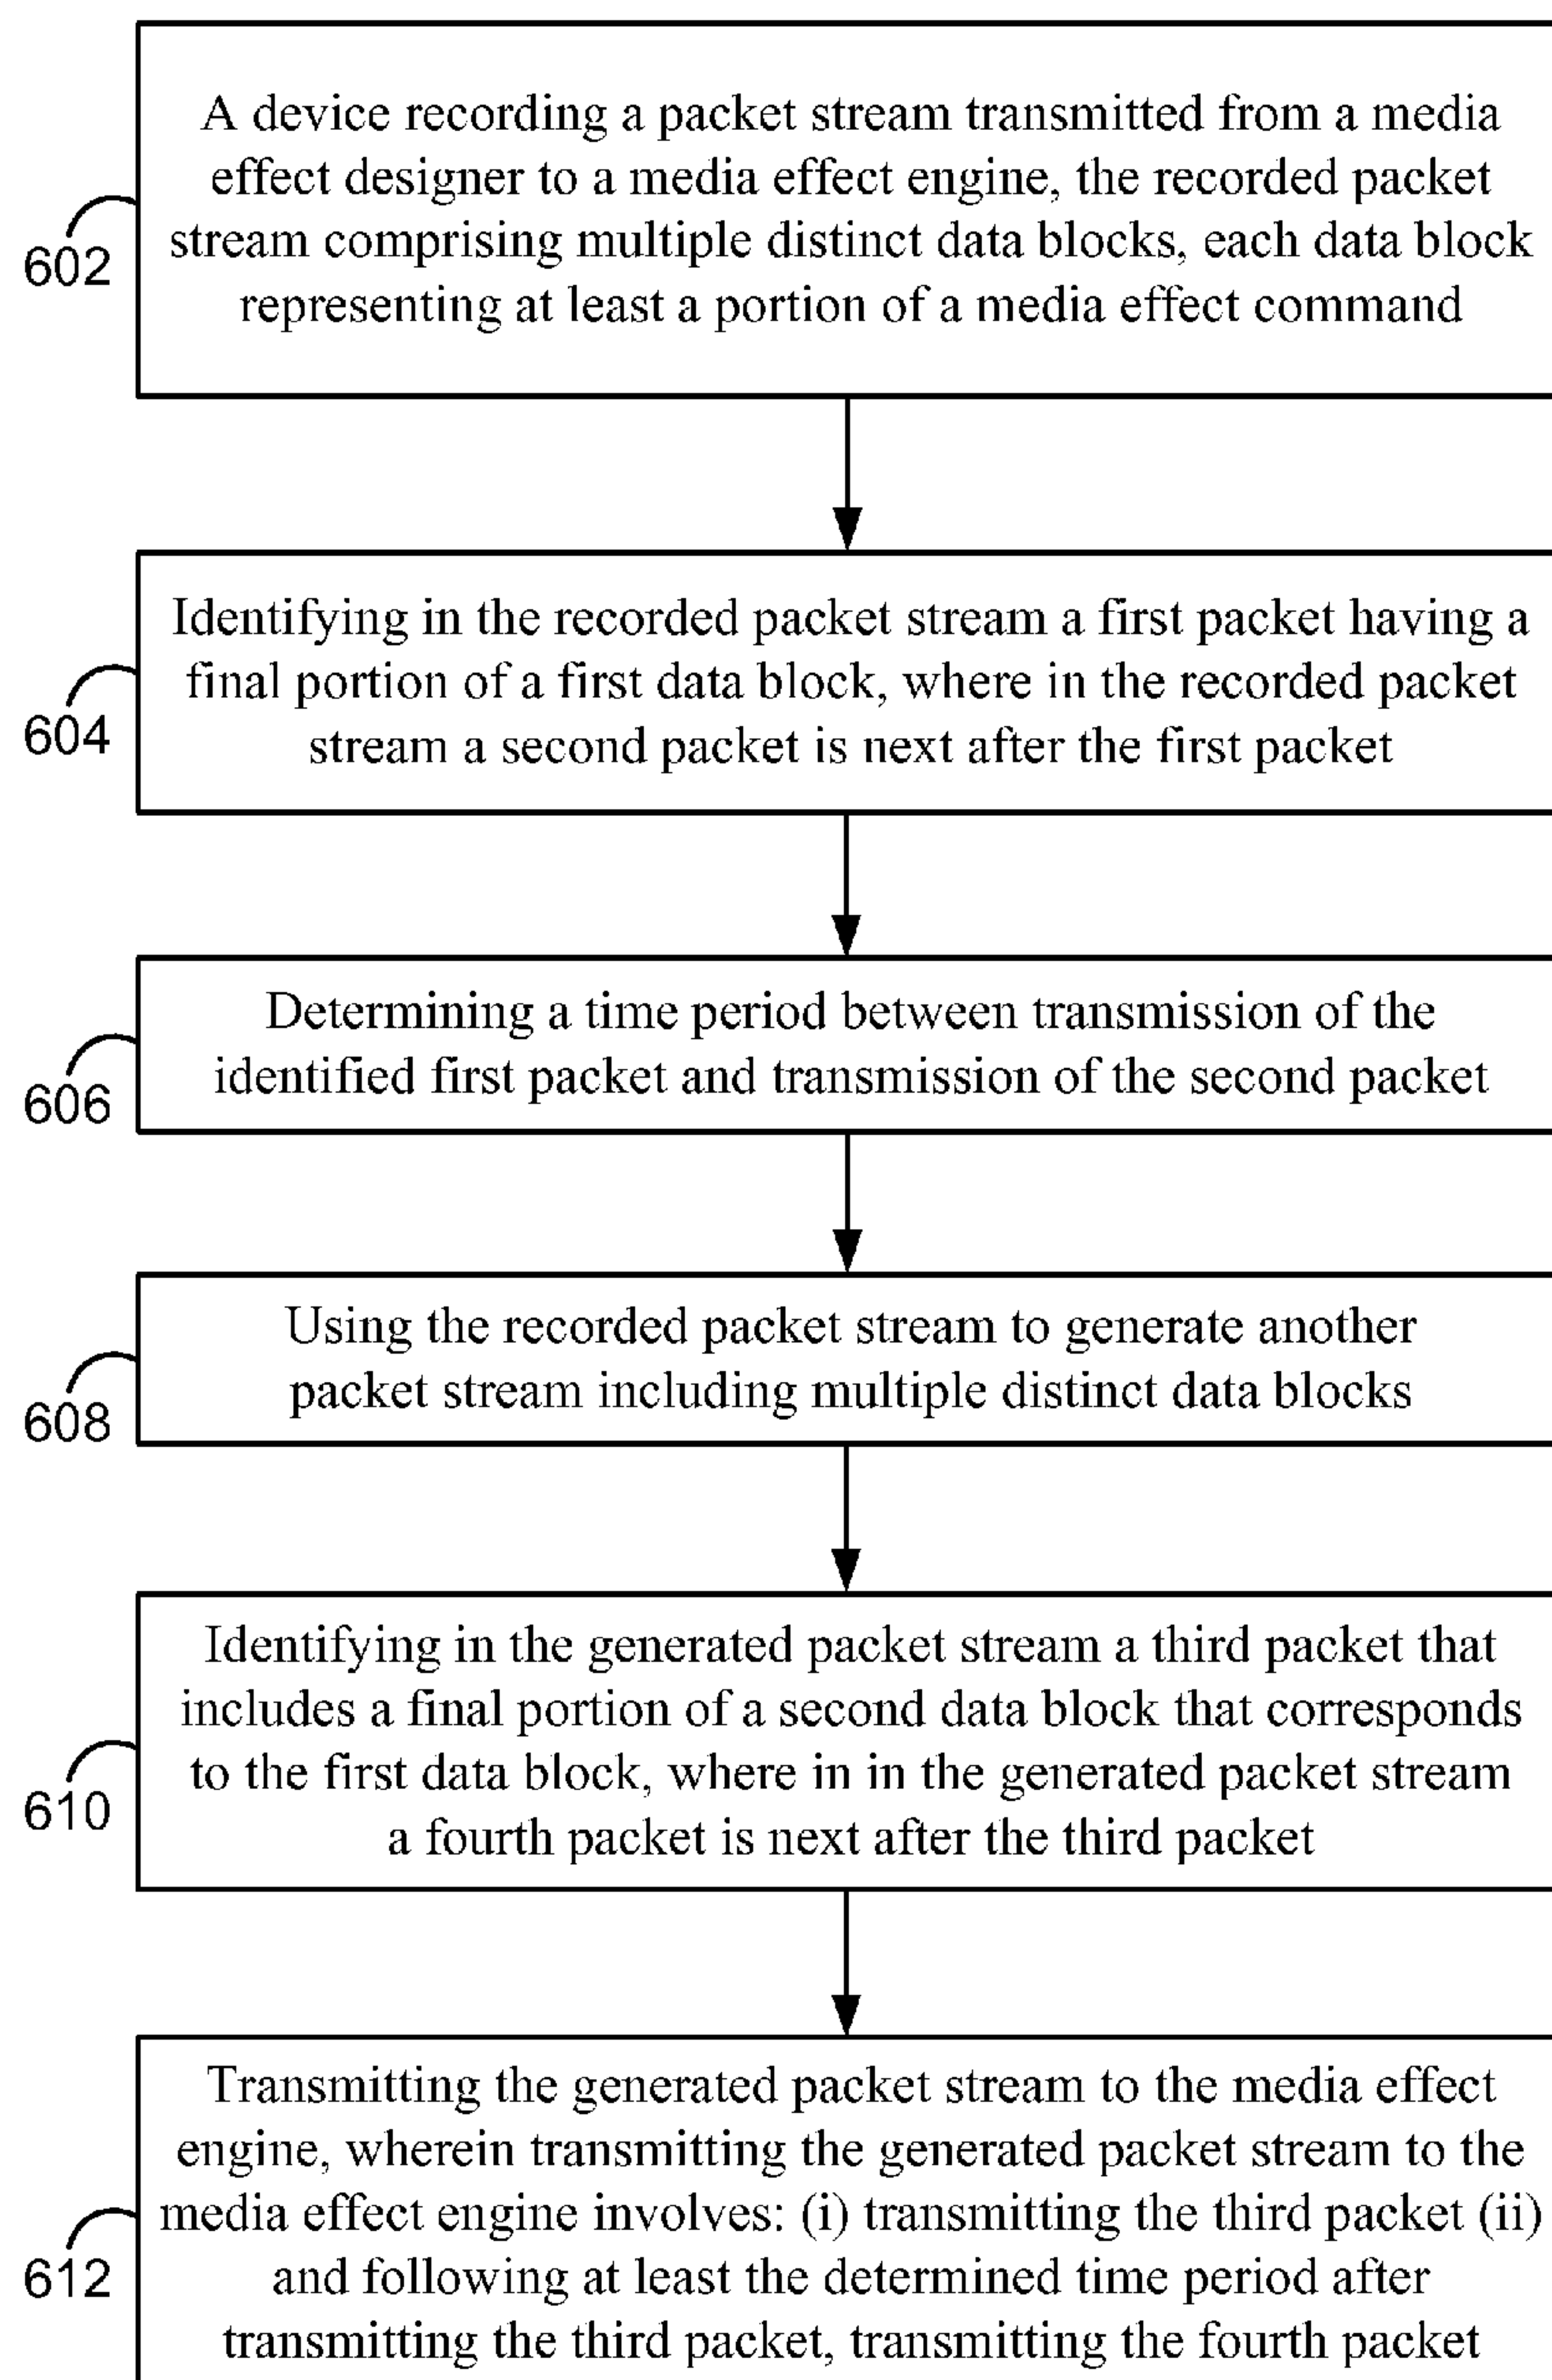 A device recording a packet stream transmitted from a media
effect designer to a media effect engine, the recorded packet
stream comprising multiple distinct data blocks, each data block
representing at least a portion of a media effect command
602
Identifying in the recorded packet stream a first packet having a
final portion of a first data block, where in the recorded packet
stream a second packet is next after the first packet
604
Determining a time period between transmission of the
identified first packet and transmission of the second packet
606
Using the recorded packet stream to generate another
packet stream including multiple distinct data blocks
608
Identifying in the generated packet stream a third packet that
includes a final portion of a second data block that corresponds
to the first data block, where in in the generated packet stream
a fourth packet is next after the third packet
610
Transmitting the generated packet stream to the media effect
engine, wherein transmitting the generated packet stream to the
media effect engine involves: (i) transmitting the third packet (ii)
and following at least the determined time period after
transmitting the third packet, transmitting the fourth packet
612